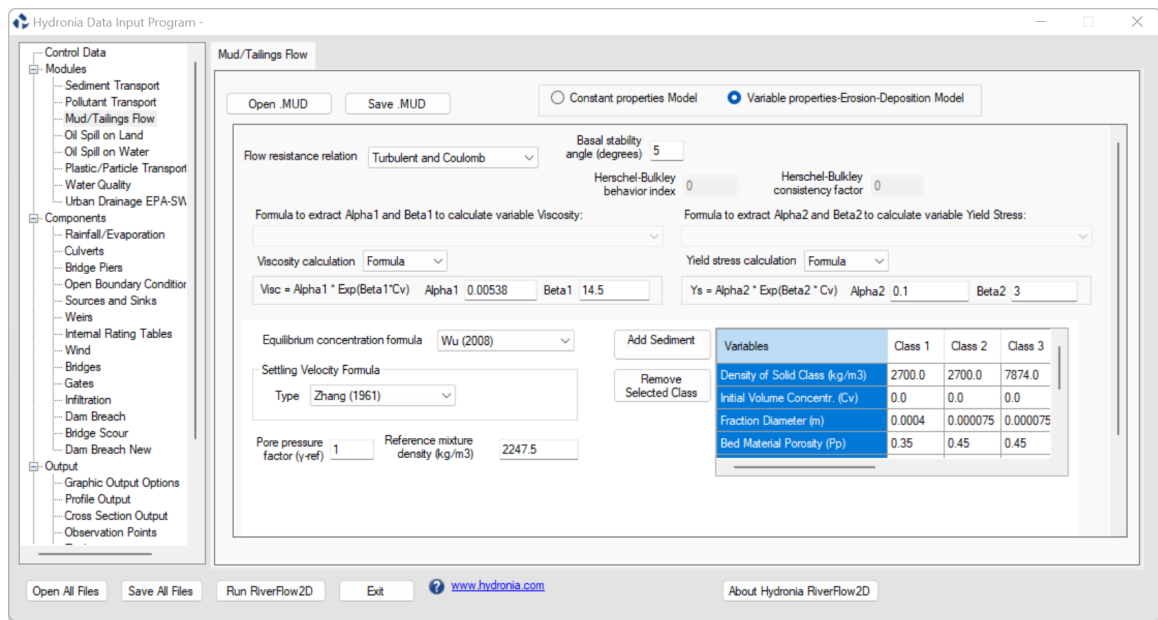 Hydronia Data Input Program -
Control Data
Modules
Sediment Transport
Pollutant Transport
Mud/Tailings Flow
Oil Spill on Land
Oil Spill on Water
Plastic/Particle Transport
Water Quality
Urban Drainage EPA-SW
Components
Rainfall/Evaporation
Culverts
Bridge Piers
Open Boundary Condition
Sources and Sinks
Weirs
Internal Rating Tables
Wind
Bridges
Gates
Infiltration
Dam Breach
Bridge Scour
Dam Breach New
Output
Graphic Output Options
Profile Output
Cross Section Output
Observation Points
Mud/Tailings Flow
Open .MUD Save .MUD Constant properties Model Variable properties-Erosion-Deposition Model
Flow resistance relation Turbulent and Coulomb
Basal stability
angle (degrees) 5
Herschel-Bulkley
behavior index 0
Herschel-Bulkley
consistency factor 0
Formula to extract Alpha1 and Beta1 to calculate variable Viscosity:
Formula to extract Alpha2 and Beta2 to calculate variable Yield Stress:
Viscosity calculation Formula
Yield stress calculation Formula
Visc = Alpha1 * Exp(Beta1*Cv) Alpha1 0.00538 Beta1 14.5
Ys = Alpha2 * Exp(Beta2 * Cv) Alpha2 0.1 Beta2 3
Equilibrium concentration formula Wu (2008)
Settling Velocity Formula
Type Zhang (1961)
Pore pressure
factor (γ-ref) 1
Reference mixture
density (kg/m3) 2247.5
Add Sediment
Remove
Selected Class
Variables Class 1 Class 2 Class 3
Density of Solid Class (kg/m3) 2700.0 2700.0 7874.0
Initial Volume Concentr. (Cv) 0.0 0.0 0.0
Fraction Diameter (m) 0.0004 0.000075 0.000075
Bed Material Porosity (Pp) 0.35 0.45 0.45
Open All Files Save All Files Run RiverFlow2D Exit ? www.hydronia.com About Hydronia RiverFlow2D